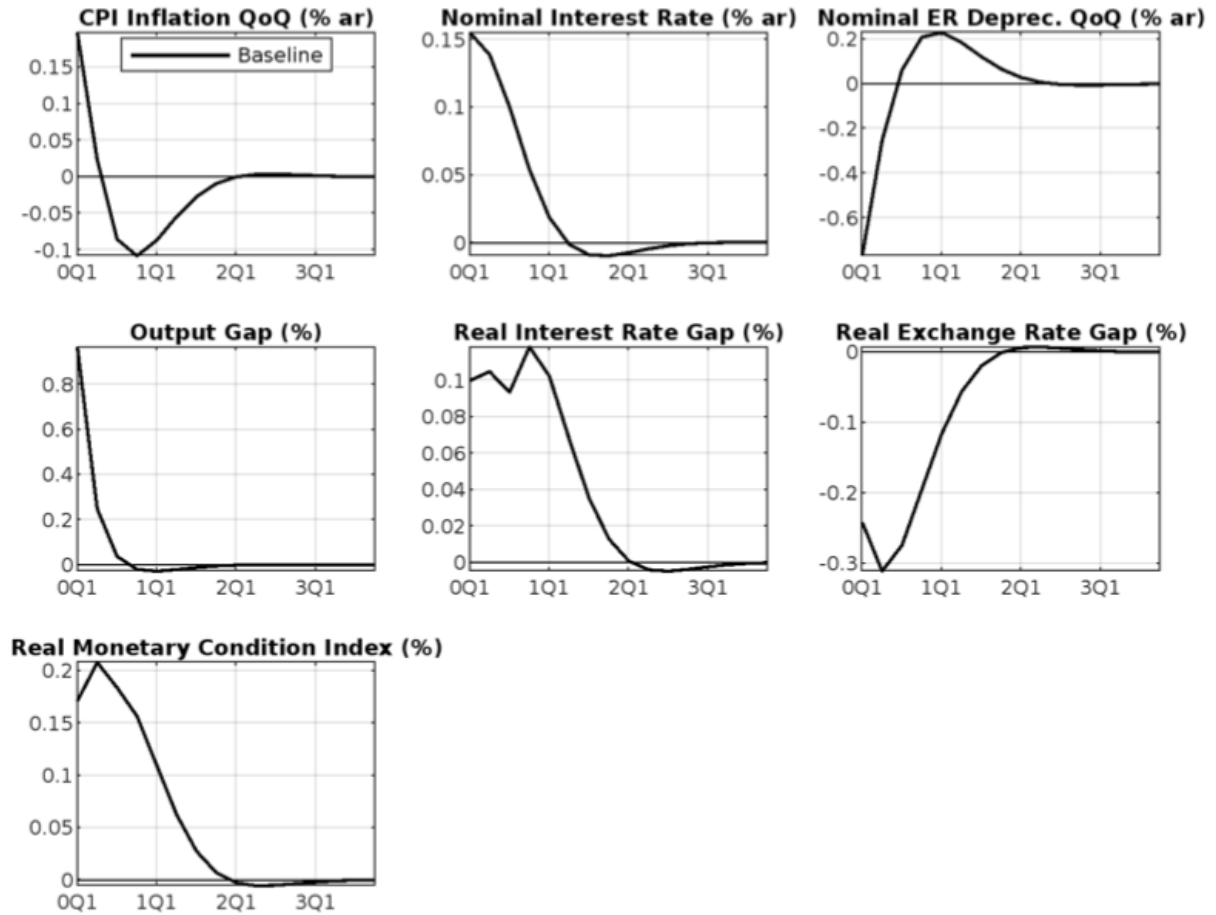 CPI Inflation QoQ (% ar)
Nominal Interest Rate (% ar)
Nominal ER Deprec. QoQ (% ar)
Baseline
0.15
0.1
0.05
0
-0.05
-0.1
0Q1 1Q1 2Q1 3Q1
0.15
0.1
0.05
0
0Q1 1Q1 2Q1 3Q1
0.2
0
-0.2
-0.4
-0.6
0Q1 1Q1 2Q1 3Q1
Output Gap (%)
Real Interest Rate Gap (%)
Real Exchange Rate Gap (%)
0.8
0.6
0.4
0.2
0
0Q1 1Q1 2Q1 3Q1
0.1
0.08
0.06
0.04
0.02
0
0Q1 1Q1 2Q1 3Q1
0
-0.1
-0.2
-0.3
0Q1 1Q1 2Q1 3Q1
Real Monetary Condition Index (%)
0.2
0.15
0.1
0.05
0
0Q1 1Q1 2Q1 3Q1